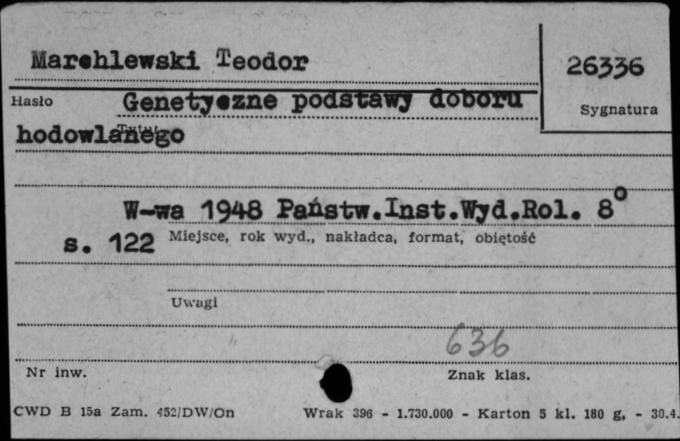 Marchlewski Teodor
26336
Hasło
Genetyczne podstawy doboru
Sygnatura
Tytuł
hodowlanego
W-wa 1948 Państw.Inst.Wyd.Rol. 8°
s. 122
Miejsce, rok wyd., nakładca, format, objętość
Uwagi
636
Nr inw.
Znak klas.
CWD B 15a Zam. 452/DW/On Wrak 396 - 1.730.000 - Karton 5 kl. 180 g, - 30.4.